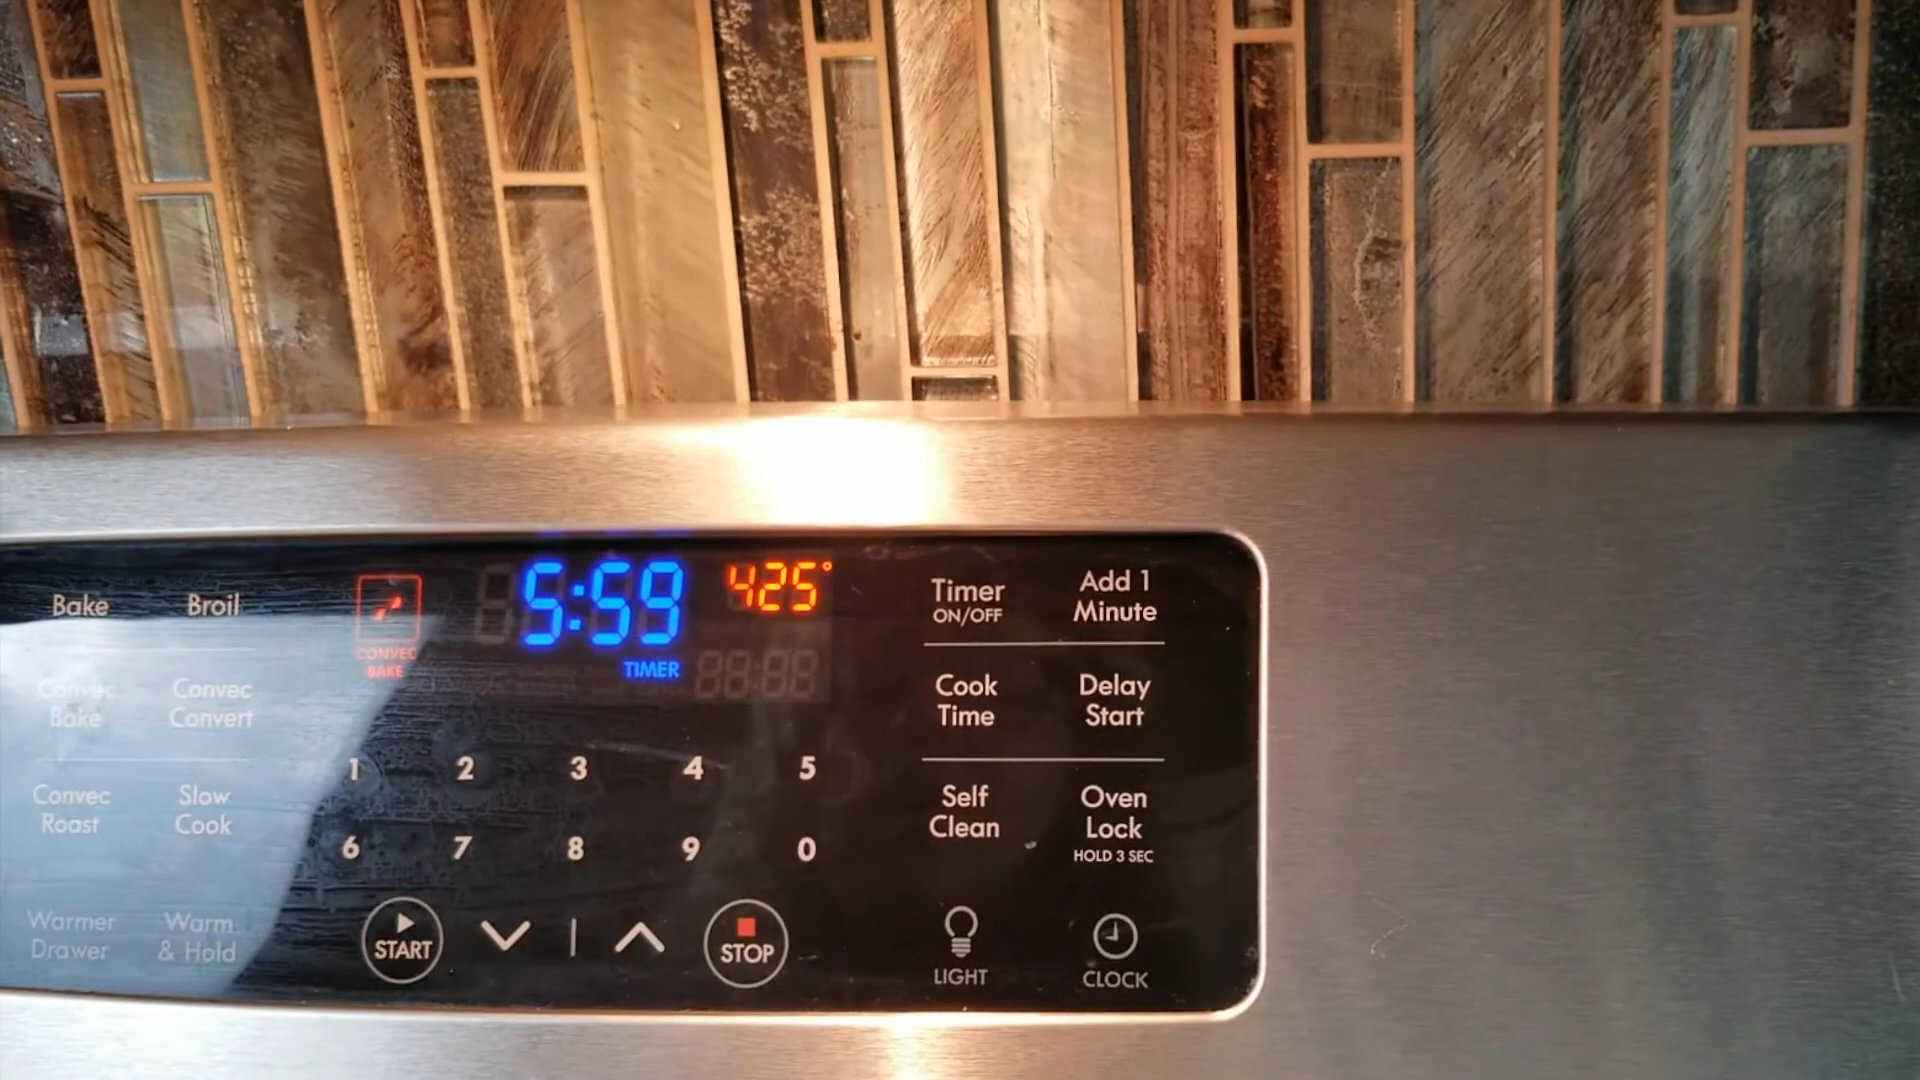 Bake
Broil
CONVEC
BAKE
5:59
425°
TIMER
Timer
ON/OFF
Add 1
Minute
Convec
Bake
Convec
Convert
Cook
Time
Delay
Start
1 2 3 4 5
Convec
Roast
Slow
Cook
Self
Clean
Oven
Lock
HOLD 3 SEC
6 7 8 9 0
Warmer
Drawer
Warm
& Hold
START
STOP
LIGHT
CLOCK